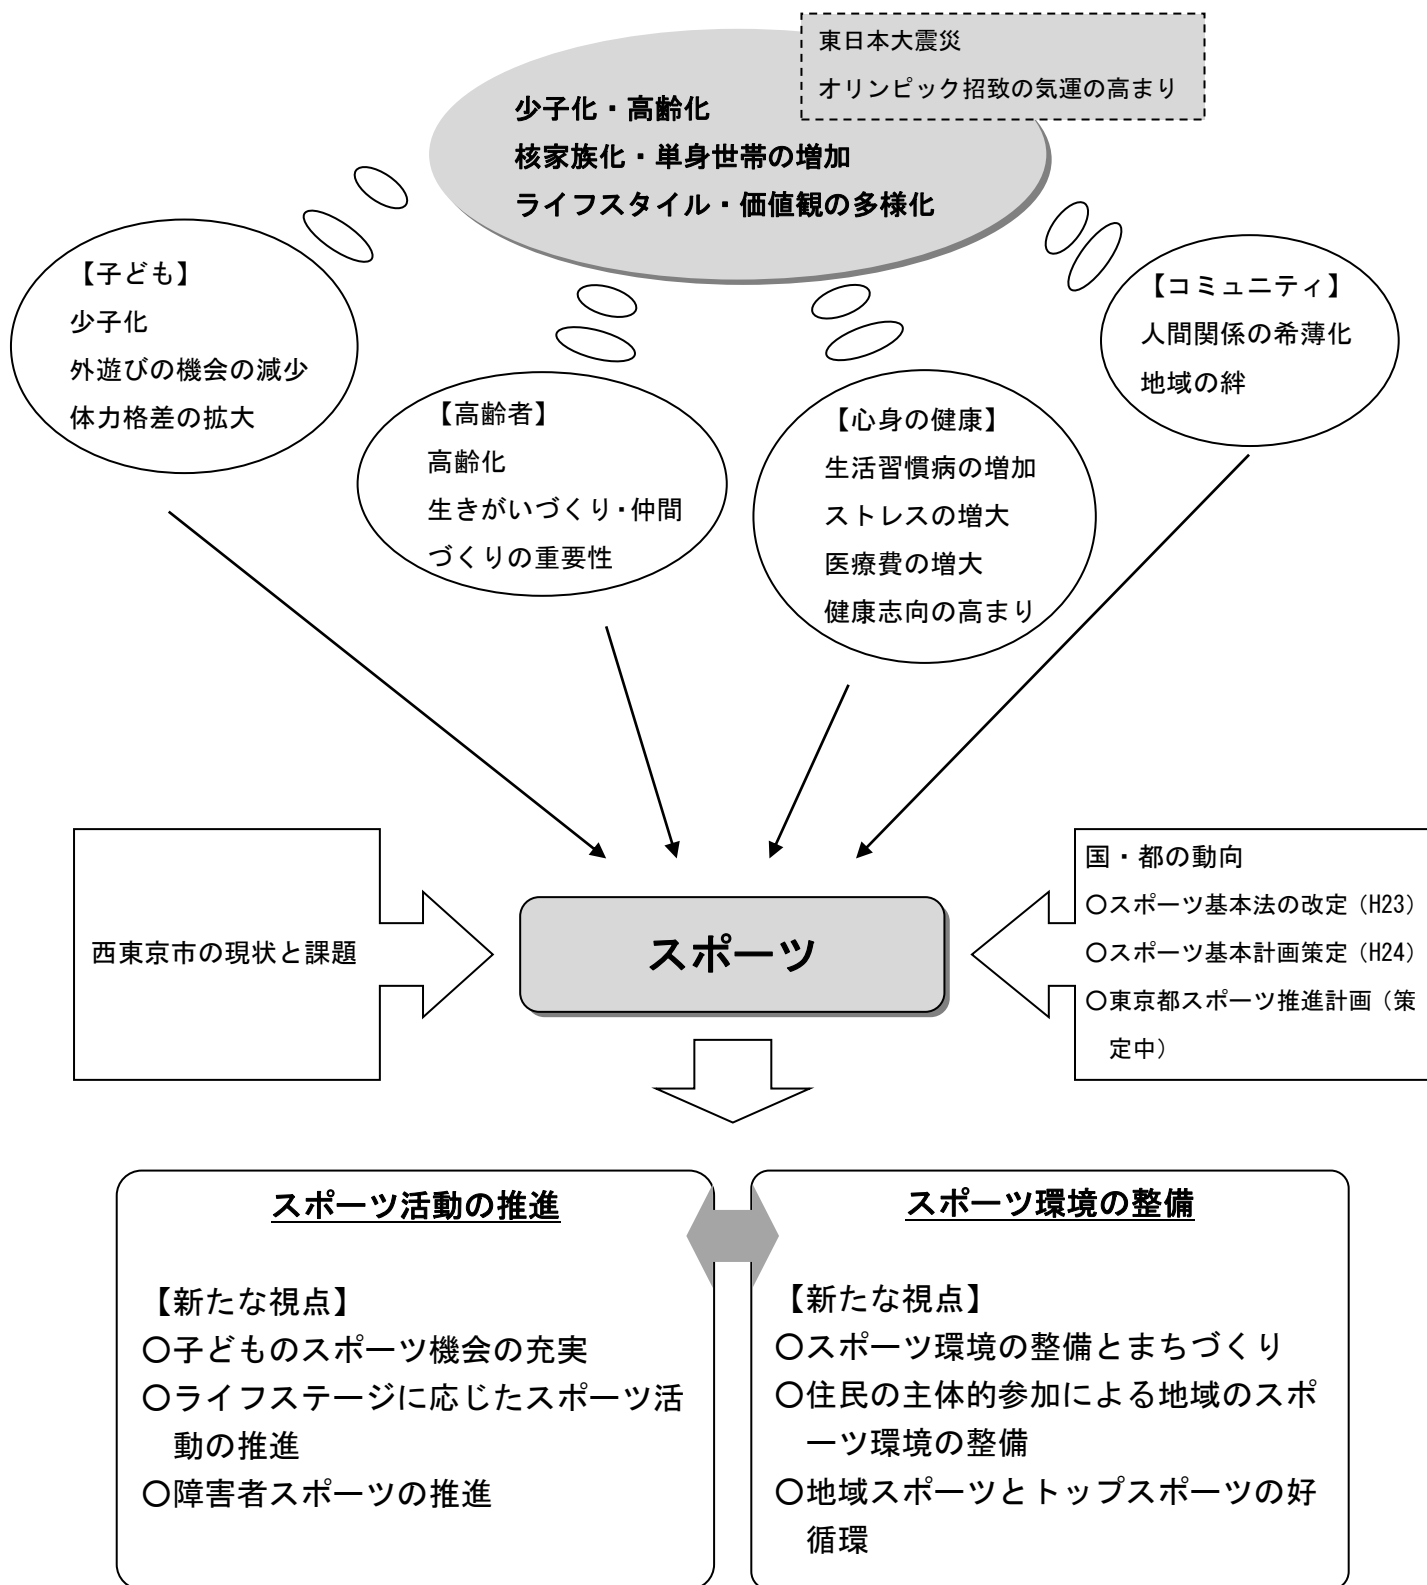 東日本大震災
オリンピック招致の気運の高まり
少子化・高齢化
核家族化・単身世帯の増加
ライフスタイル・価値観の多様化
【子ども】
少子化
外遊びの機会の減少
体力格差の拡大
【高齢者】
高齢化
生きがいづくり・仲間
づくりの重要性
【心身の健康】
生活習慣病の増加
ストレスの増大
医療費の増大
健康志向の高まり
【コミュニティ】
人間関係の希薄化
地域の絆
西東京市の現状と課題
スポーツ
国・都の動向
○スポーツ基本法の改定（H23）
○スポーツ基本計画策定（H24）
○東京都スポーツ推進計画（策
定中）
スポーツ活動の推進
【新たな視点】
○子どものスポーツ機会の充実
○ライフステージに応じたスポーツ活
動の推進
○障害者スポーツの推進
スポーツ環境の整備
【新たな視点】
○スポーツ環境の整備とまちづくり
○住民の主体的参加による地域のスポ
ーツ環境の整備
○地域スポーツとトップスポーツの好
循環